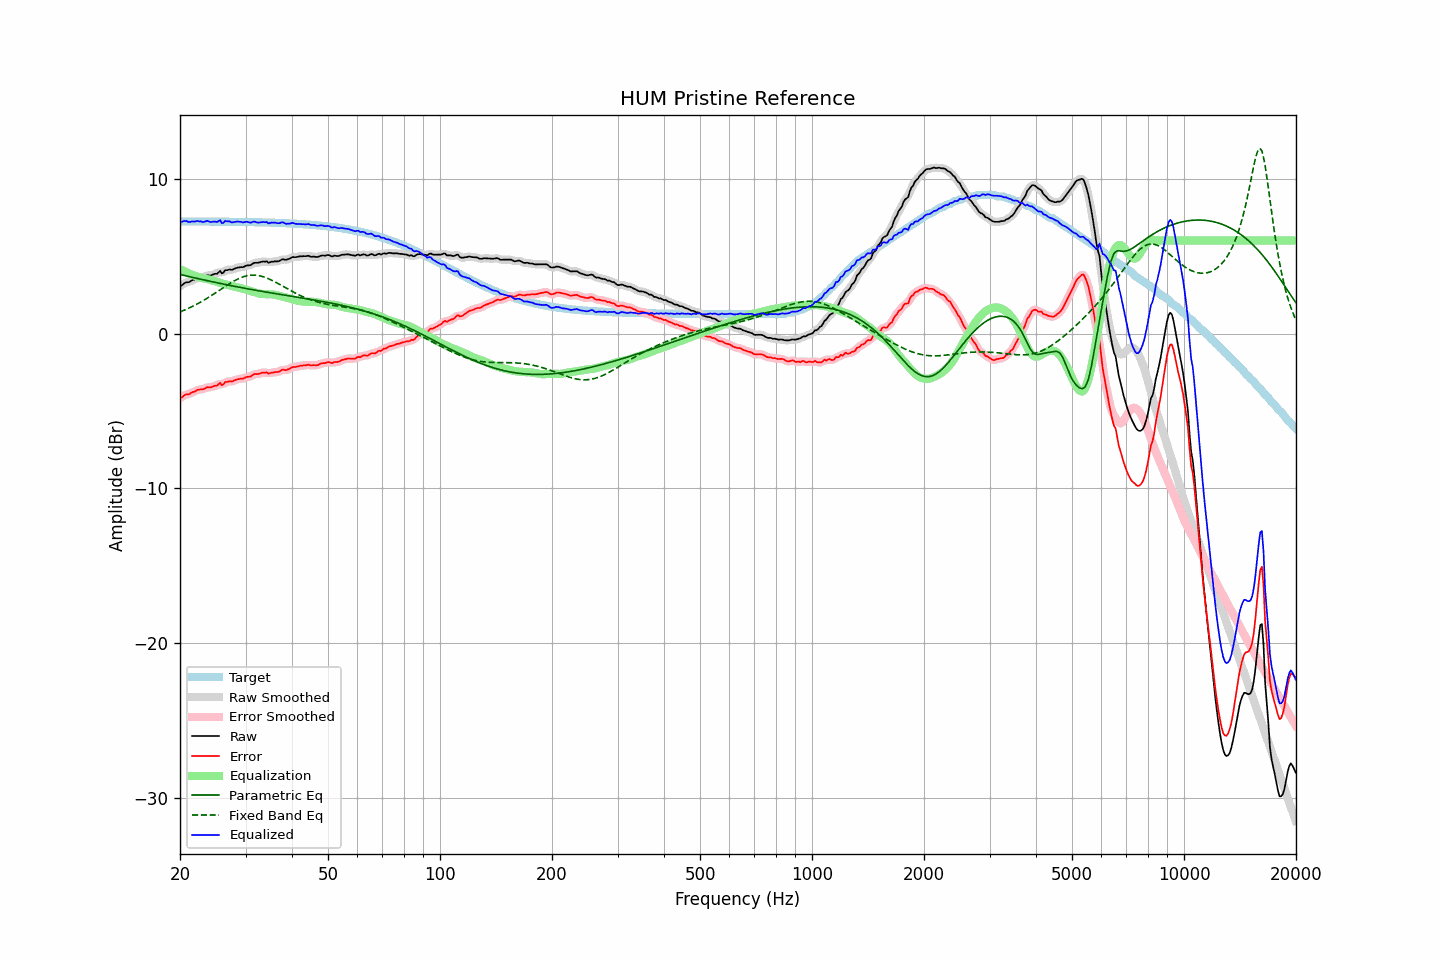 HUM Pristine Reference
Amplitude (dBr)
10
0
−10
−20
−30
Target
Raw Smoothed
Error Smoothed
Raw
Error
Equalization
Parametric Eq
Fixed Band Eq
Equalized
20 50 100 200 500 1000 2000 5000 10000 20000
Frequency (Hz)